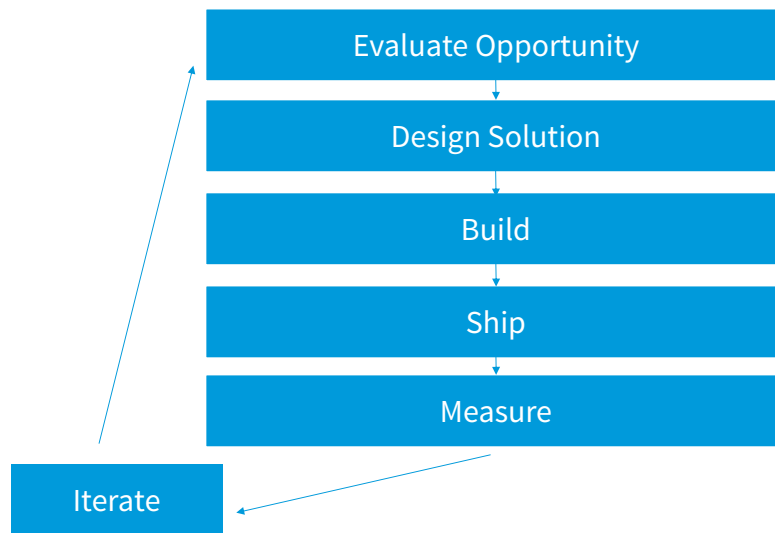 Evaluate Opportunity
Design Solution
Build
Ship
Measure
Iterate